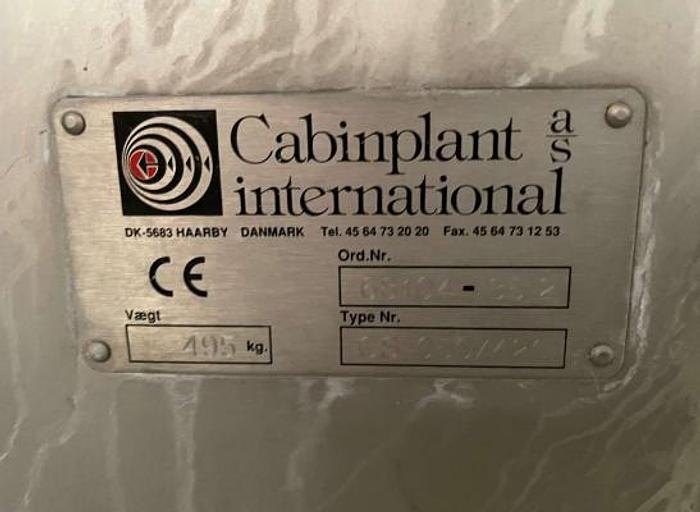 Cabinplant a/s
international
DK-5683 HAARBY DANMARK Tel. 45 64 73 20 20 Fax. 45 64 73 12 53
CE
Ord.Nr.
Vægt
495 kg.
Type Nr.